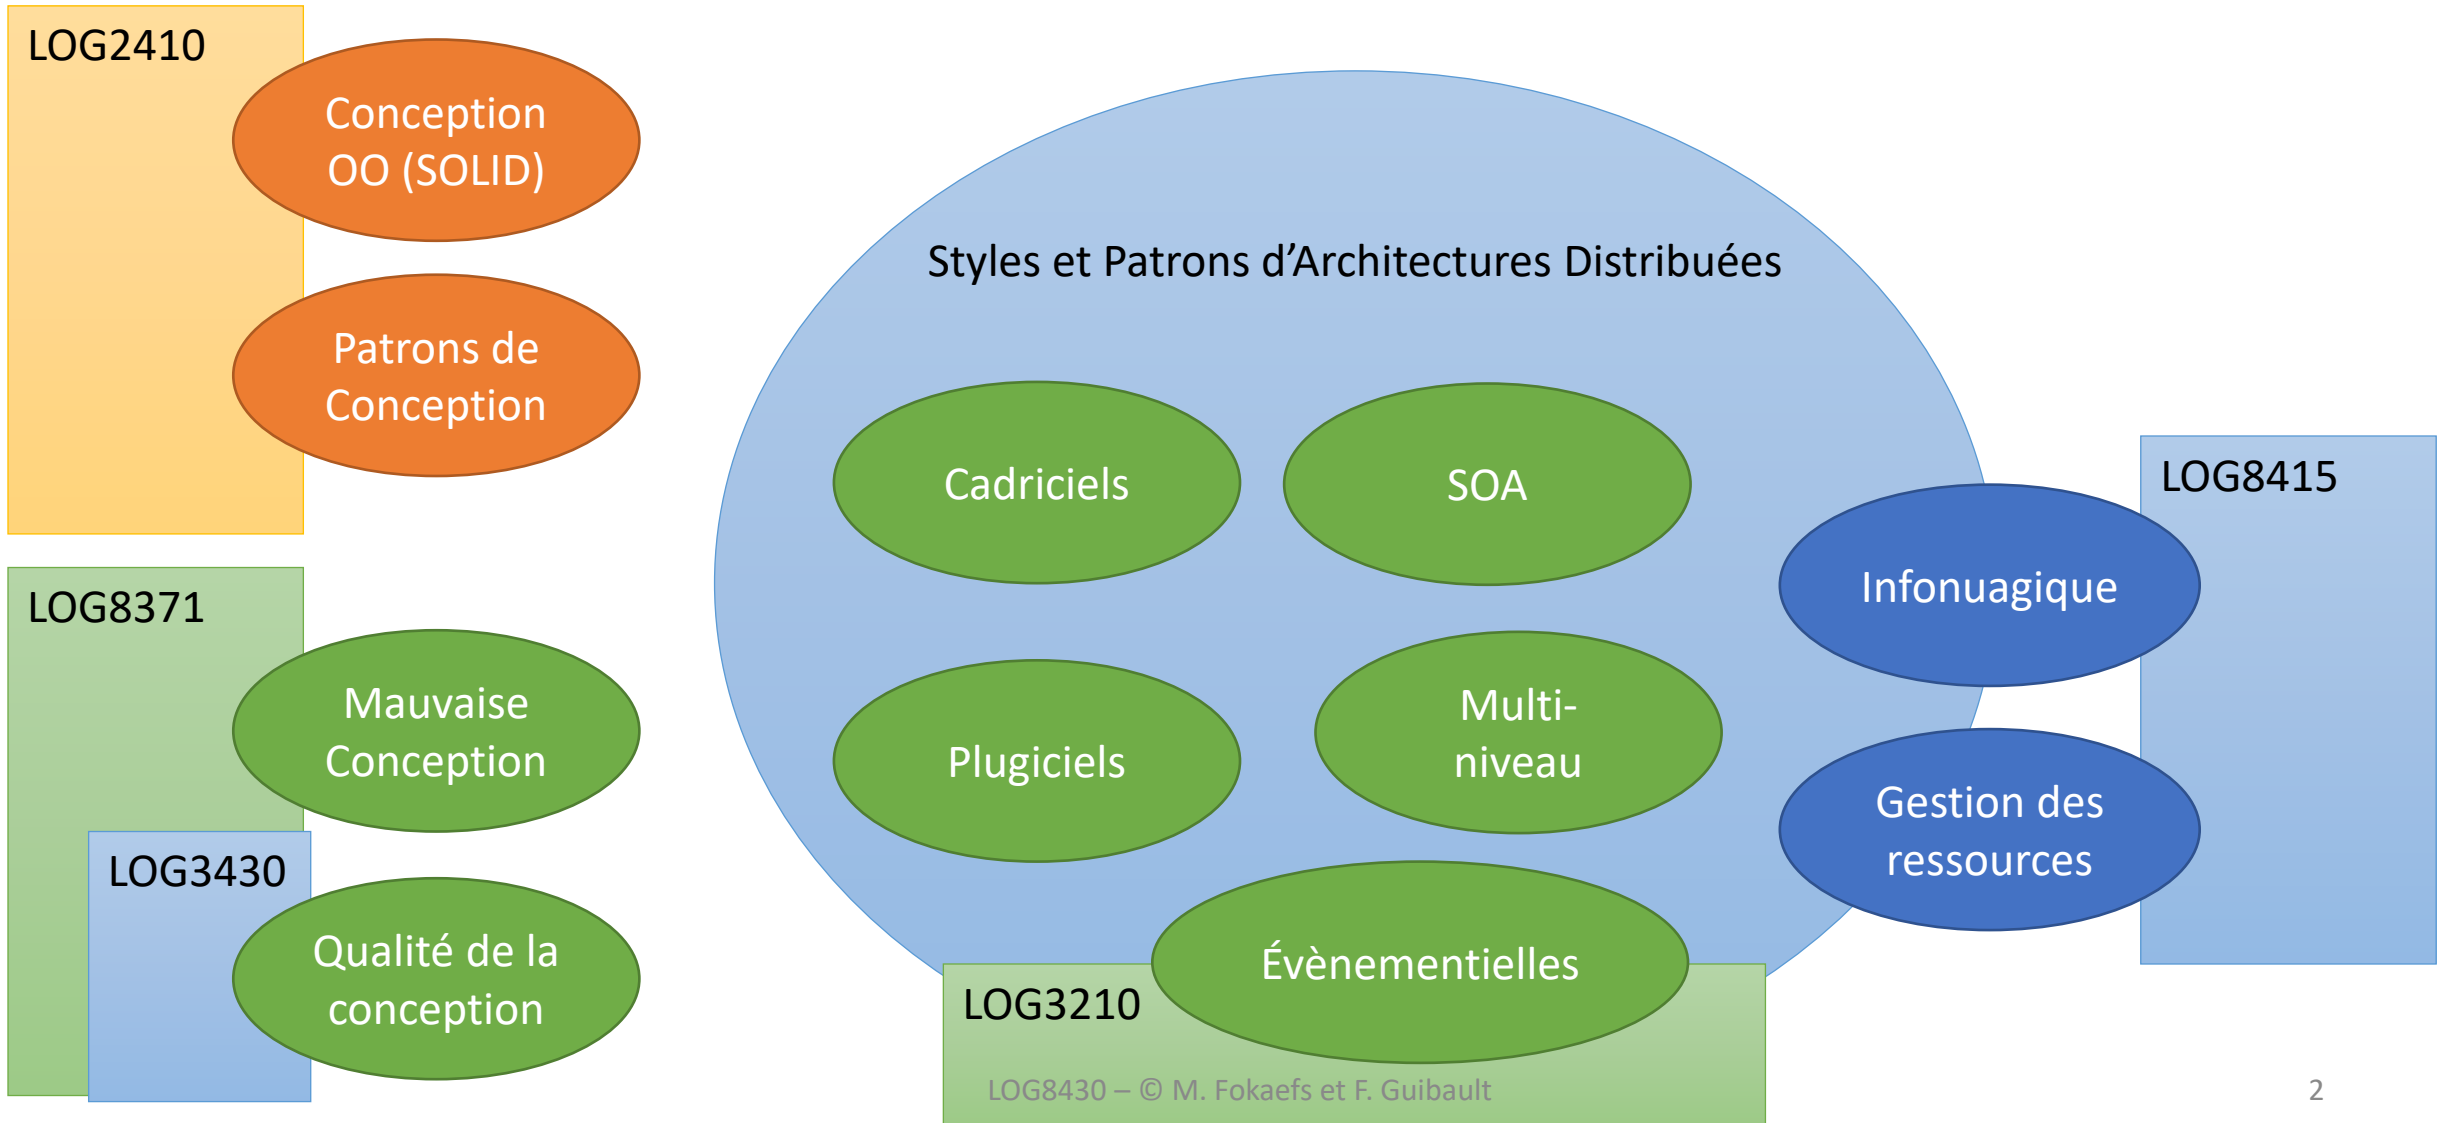 LOG2410
Conception
OO (SOLID)
Patrons de
Conception
LOG8371
Mauvaise
Conception
LOG3430
Qualité de la
conception
Styles et Patrons d’Architectures Distribuées
Cadriciels
SOA
Plugiciels
Multi-
niveau
Évènementielles
LOG3210
LOG8415
Infonuagique
Gestion des
ressources
LOG8430 – © M. Fokaefs et F. Guibault
2